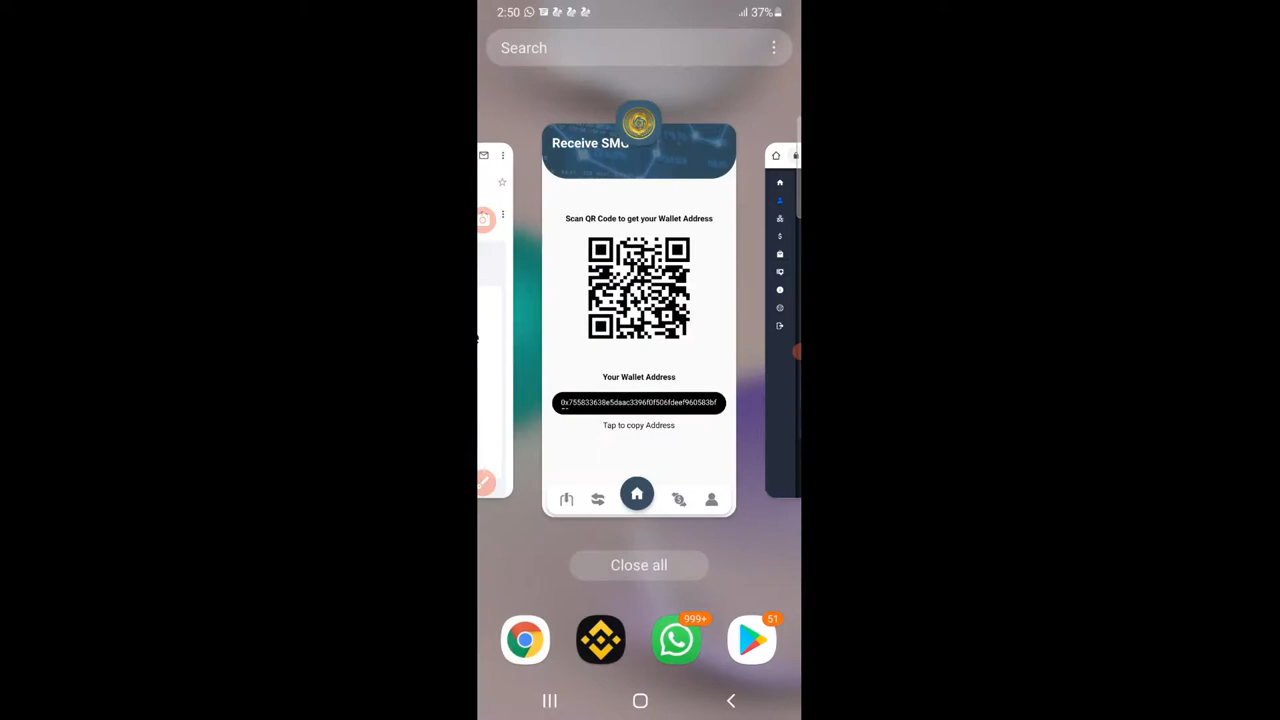 2:50
37%
Search
Receive SMC
Scan QR Code to get your Wallet Address
Your Wallet Address
0x755833638e5daac3396f0f506fdeef960583bf
Tap to copy Address
Close all
999+
51